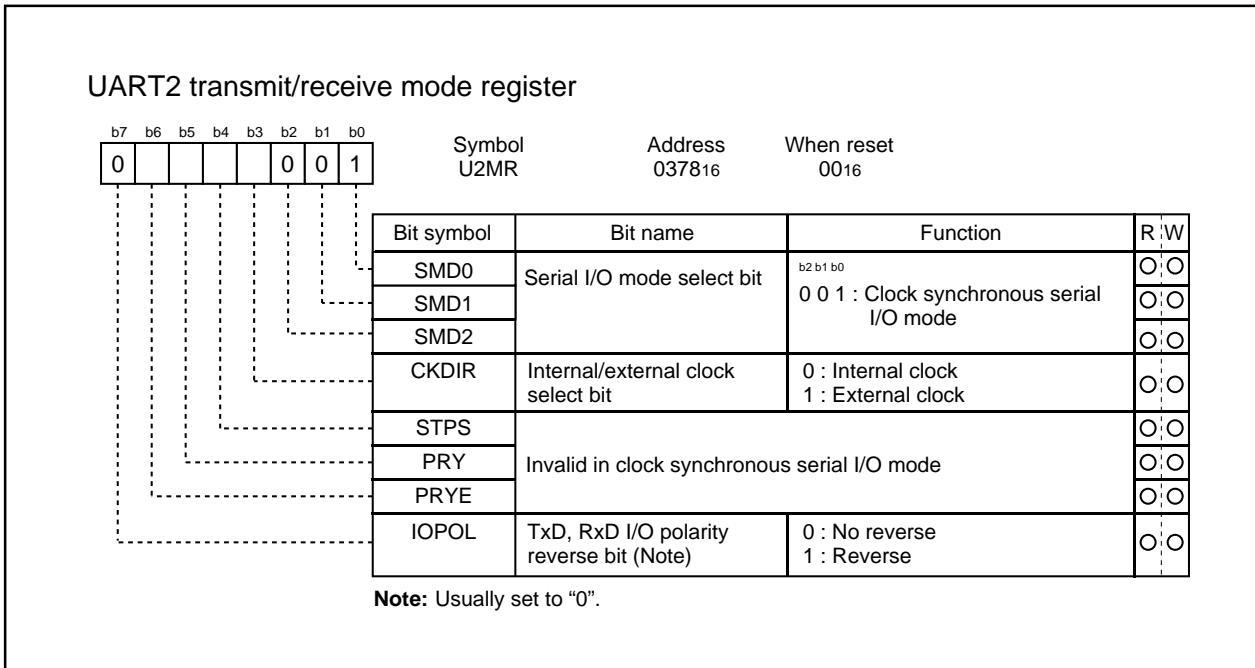 UART2 transmit/receive mode register
b7 b6 b5 b4 b3 b2 b1 b0
0 0 0 1
Symbol Address When reset
U2MR 037816 0016
Bit symbol Bit name Function R W
SMD0 Serial I/O mode select bit b2 b1 b0
SMD1 0 0 1 : Clock synchronous serial
SMD2 I/O mode
CKDIR Internal/external clock 0 : Internal clock
select bit 1 : External clock
STPS
PRY Invalid in clock synchronous serial I/O mode
PRYE
IOPOL TxD, RxD I/O polarity 0 : No reverse
reverse bit (Note) 1 : Reverse
Note: Usually set to “0”.